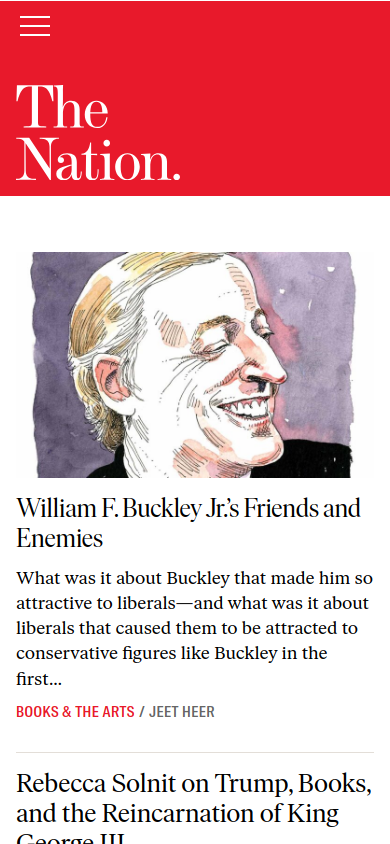 The
Nation.
William F. Buckley Jr.’s Friends and
Enemies
What was it about Buckley that made him so
attractive to liberals—and what was it about
liberals that caused them to be attracted to
conservative figures like Buckley in the
first...
BOOKS & THE ARTS / JEET HEER
Rebecca Solnit on Trump, Books,
and the Reincarnation of King
George III